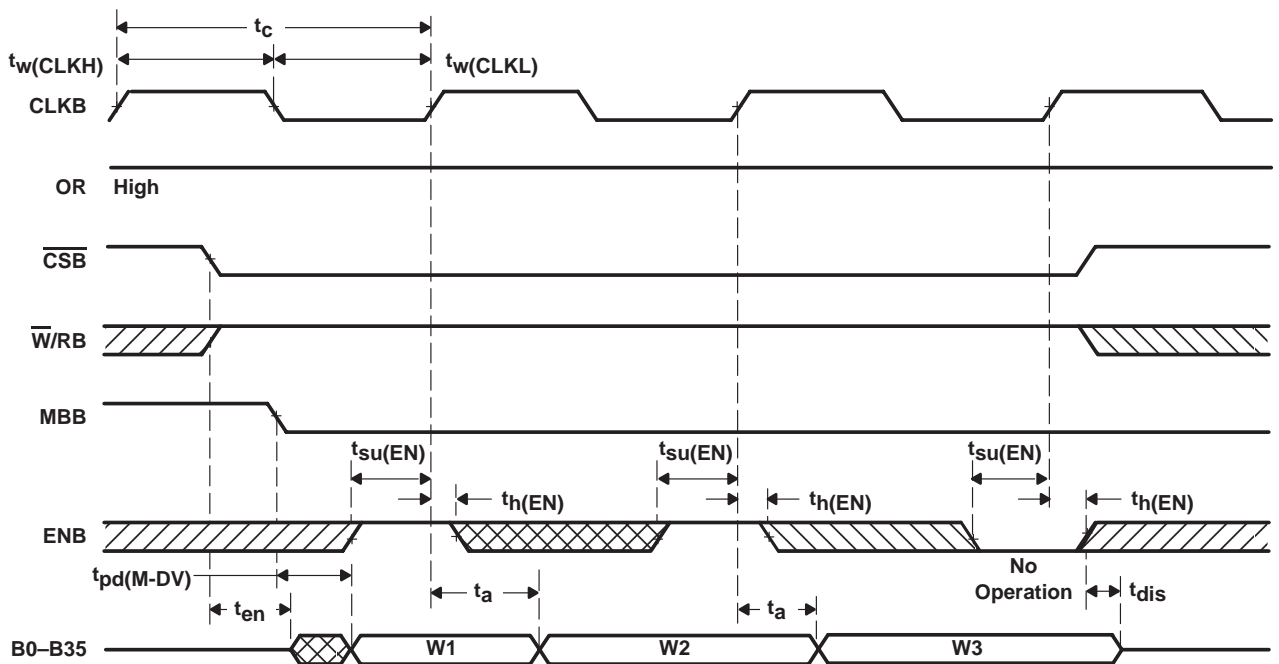 tc
tw(CLKH)
tw(CLKL)
CLKB
OR High
CSB
W/RB
MBB
tsu(EN) tsu(EN) tsu(EN)
th(EN) th(EN) th(EN)
ENB
No
Operation
tpd(M-DV)
ten
ta
ta
tdis
B0–B35 W1 W2 W3